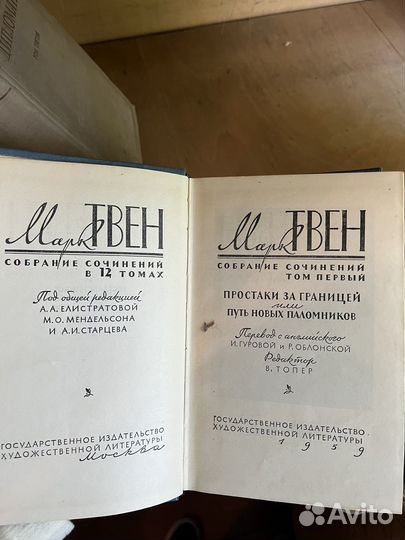 ТОМ ТРЕТИЙ
Марк ТВЕН
СОБРАНИЕ СОЧИНЕНИЙ
В 12 ТОМАХ
Под общей редакцией
А.А.ЕЛИСТРАТОВОЙ
М.О.МЕНДЕЛЬСОНА
И А.И.СТАРЦЕВА
ГОСУДАРСТВЕННОЕ ИЗДАТЕЛЬСТВО
ХУДОЖЕСТВЕННОЙ ЛИТЕРАТУРЫ
Москва
Марк ТВЕН
СОБРАНИЕ СОЧИНЕНИЙ
ТОМ ПЕРВЫЙ
ПРОСТАКИ ЗА ГРАНИЦЕЙ
или
ПУТЬ НОВЫХ ПАЛОМНИКОВ
Перевод с английского
И.ГУРОВОЙ и Р.ОБЛОНСКОЙ
Редактор
В.ТОПЕР
ГОСУДАРСТВЕННОЕ ИЗДАТЕЛЬСТВО
ХУДОЖЕСТВЕННОЙ ЛИТЕРАТУРЫ
1959
Avito